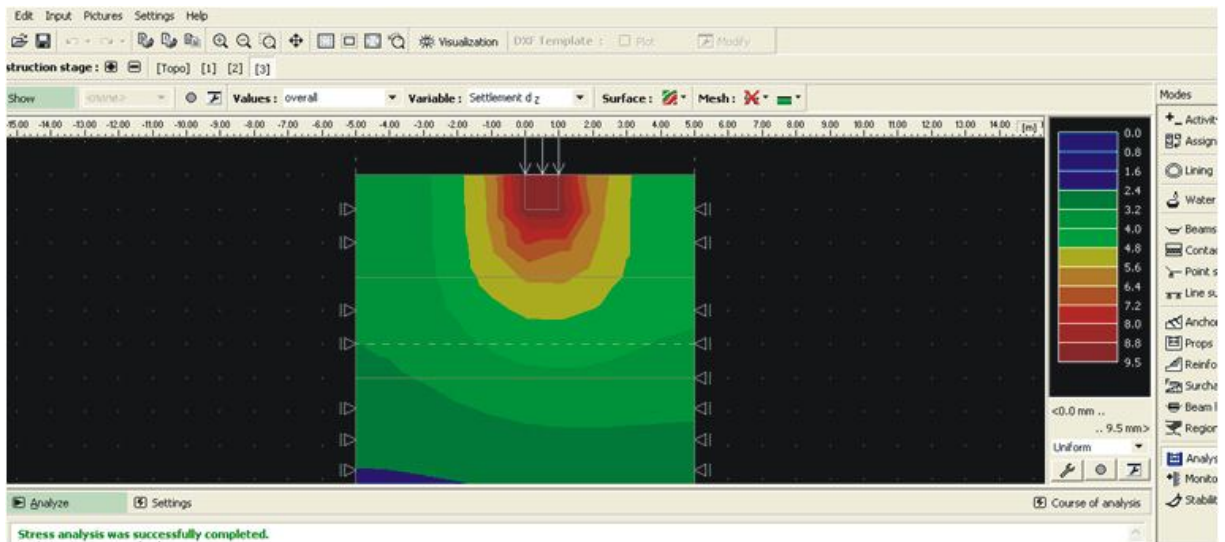 Edit Input Pictures Settings Help
Visualization DXF Template : Plot Modify
struction stage : [Topo] [1] [2] [3]
Show <none> Values : overall Variable : Settlement d z Surface : Mesh :
-15.00 -14.00 -13.00 -12.00 -11.00 -10.00 -9.00 -8.00 -7.00 -6.00 -5.00 -4.00 -3.00 -2.00 -1.00 0.00 1.00 2.00 3.00 4.00 5.00 6.00 7.00 8.00 9.00 10.00 11.00 12.00 13.00 14.00 [m]
0.0
0.8
1.6
2.4
3.2
4.0
4.8
5.6
6.4
7.2
8.0
8.8
9.5
<0.0 mm ..
.. 9.5 mm>
Uniform
Modes
Activit
Assign
Lining
Water
Beams
Contac
Point s
Line su
Anchor
Props
Reinfo
Surcha
Beam l
Region
Analys
Monito
Stabilit
Analyze Settings Course of analysis
Stress analysis was successfully completed.